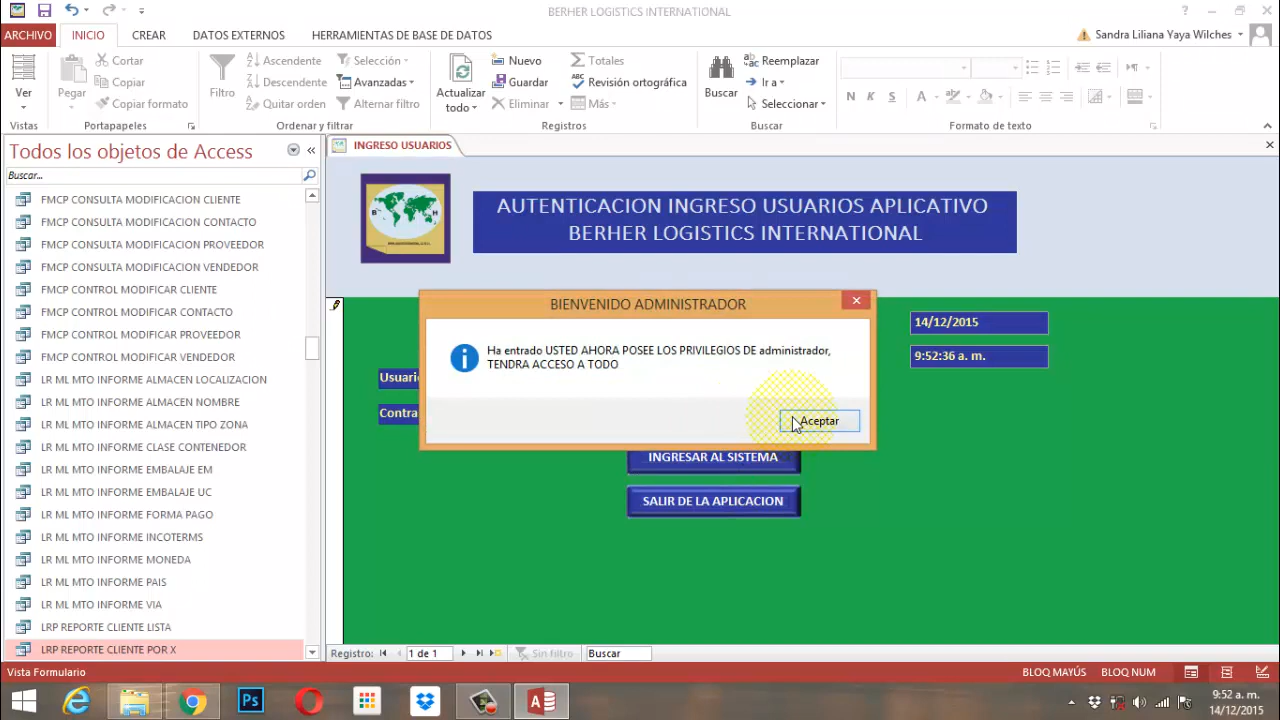 BERHER LOGISTICS INTERNATIONAL
?
ARCHIVO INICIO CREAR DATOS EXTERNOS HERRAMIENTAS DE BASE DE DATOS Sandra Liliana Yaya Wilches
Ver
Vistas
Pegar
Cortar
Copiar
Copiar formato
Portapapeles
Filtro
Ascendente
Descendente
Quitar orden
Selección
Avanzadas
Alternar filtro
Ordenar y filtrar
Actualizar
todo
Nuevo
Guardar
Eliminar
Totales
Revisión ortográfica
Más
Registros
Buscar
Reemplazar
Ir a
Seleccionar
Buscar
N K S A
Formato de texto
Todos los objetos de Access
Buscar...
FMCP CONSULTA MODIFICACION CLIENTE
FMCP CONSULTA MODIFICACION CONTACTO
FMCP CONSULTA MODIFICACION PROVEEDOR
FMCP CONSULTA MODIFICACION VENDEDOR
FMCP CONTROL MODIFICAR CLIENTE
FMCP CONTROL MODIFICAR CONTACTO
FMCP CONTROL MODIFICAR PROVEEDOR
FMCP CONTROL MODIFICAR VENDEDOR
LR ML MTO INFORME ALMACEN LOCALIZACION
LR ML MTO INFORME ALMACEN NOMBRE
LR ML MTO INFORME ALMACEN TIPO ZONA
LR ML MTO INFORME CLASE CONTENEDOR
LR ML MTO INFORME EMBALAJE EM
LR ML MTO INFORME EMBALAJE UC
LR ML MTO INFORME FORMA PAGO
LR ML MTO INFORME INCOTERMS
LR ML MTO INFORME MONEDA
LR ML MTO INFORME PAIS
LR ML MTO INFORME VIA
LRP REPORTE CLIENTE LISTA
LRP REPORTE CLIENTE POR X
INGRESO USUARIOS
B H
AUTENTICACION INGRESO USUARIOS APLICATIVO
BERHER LOGISTICS INTERNATIONAL
14/12/2015
9:52:36 a. m.
Usuari
Contra
BIENVENIDO ADMINISTRADOR
Ha entrado USTED AHORA POSEE LOS PRIVILEGIOS DE administrador,
TENDRA ACCESO A TODO
Aceptar
INGRESAR AL SISTEMA
SALIR DE LA APLICACION
Registro: 1 de 1 Sin filtro Buscar
Vista Formulario BLOQ MAYÚS BLOQ NUM
Ps
9:52 a. m.
14/12/2015